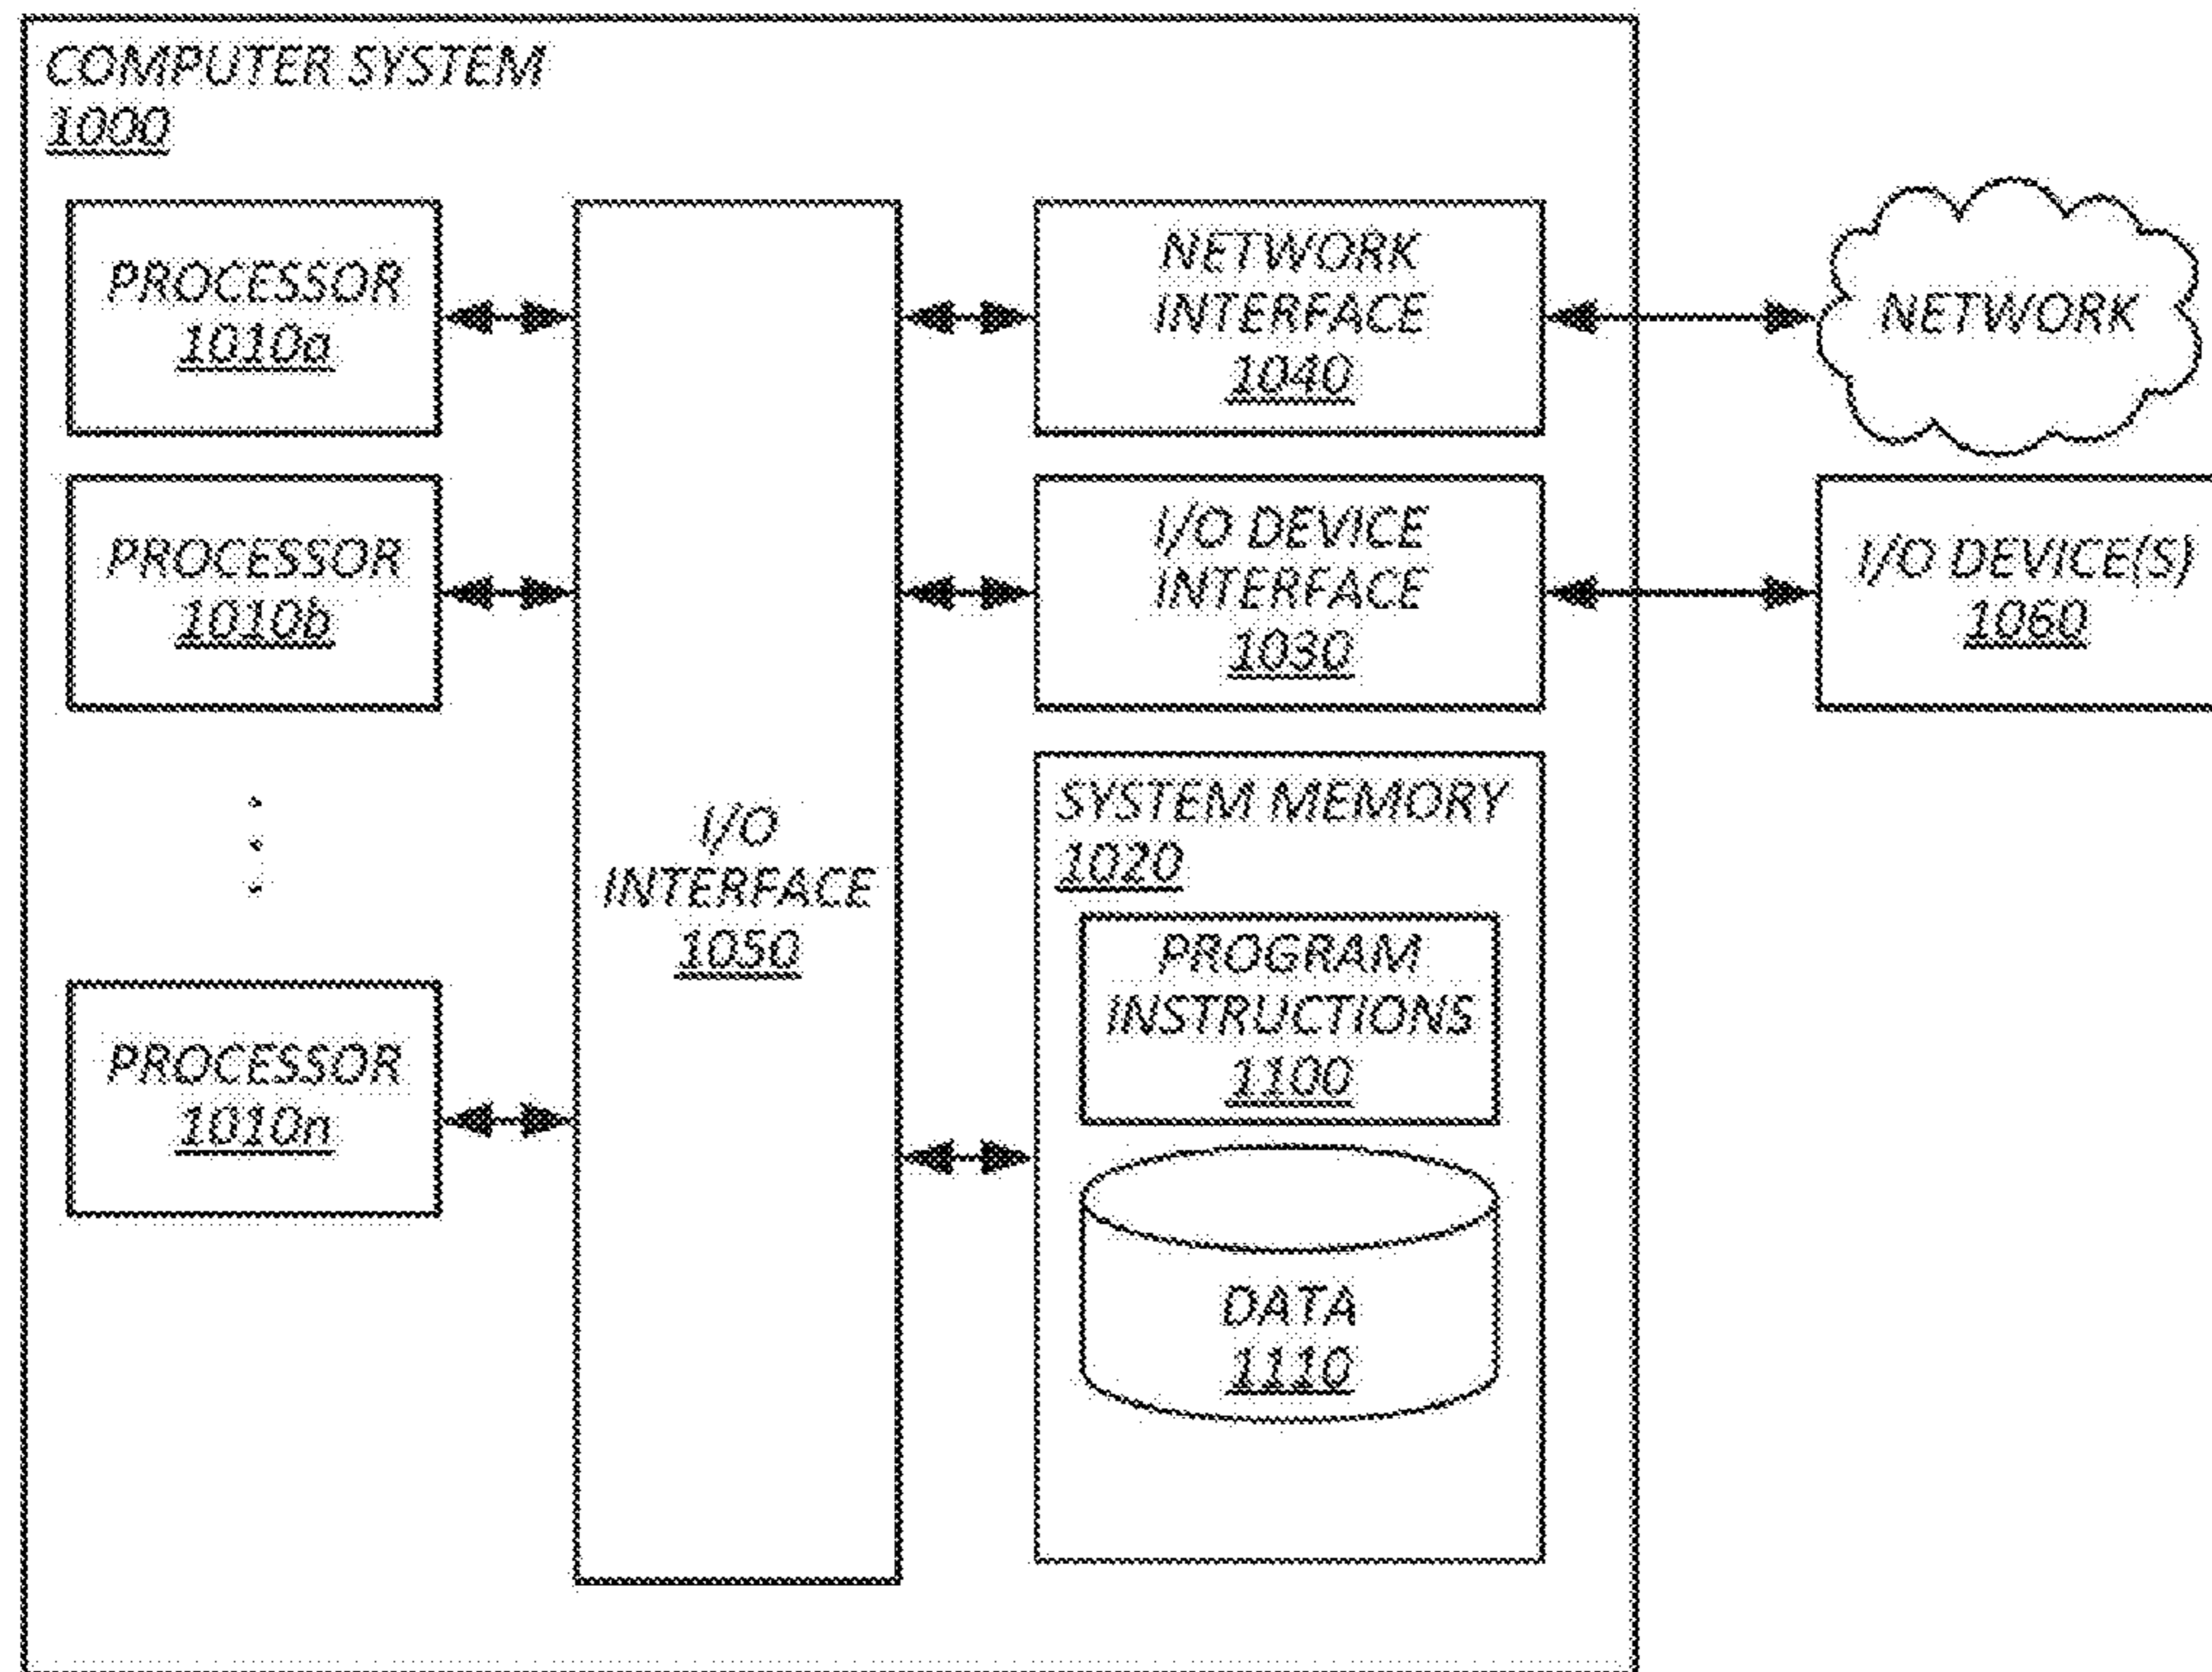 COMPUTER SYSTEM
1000
PROCESSOR
1010a
PROCESSOR
1010b
PROCESSOR
1010n
I/O
INTERFACE
1050
NETWORK
INTERFACE
1040
I/O DEVICE
INTERFACE
1030
SYSTEM MEMORY
1020
PROGRAM
INSTRUCTIONS
1100
DATA
1110
NETWORK
I/O DEVICE(S)
1060